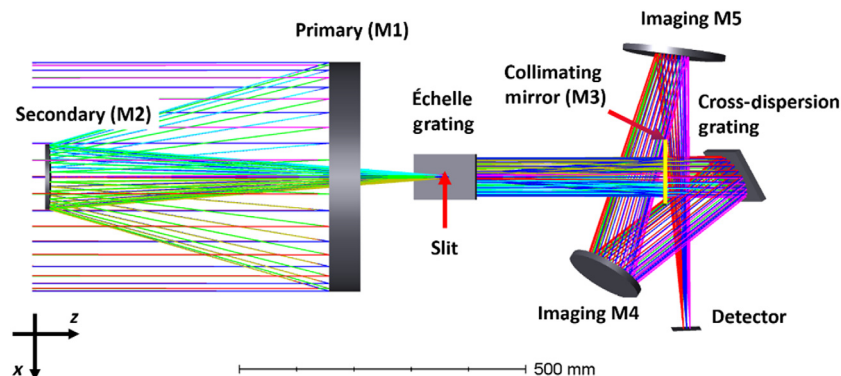 Imaging M5
Primary (M1)
Collimating
mirror (M3)
Cross-dispersion
grating
Échelle
grating
Secondary (M2)
Slit
Imaging M4
Detector
z
x
500 mm